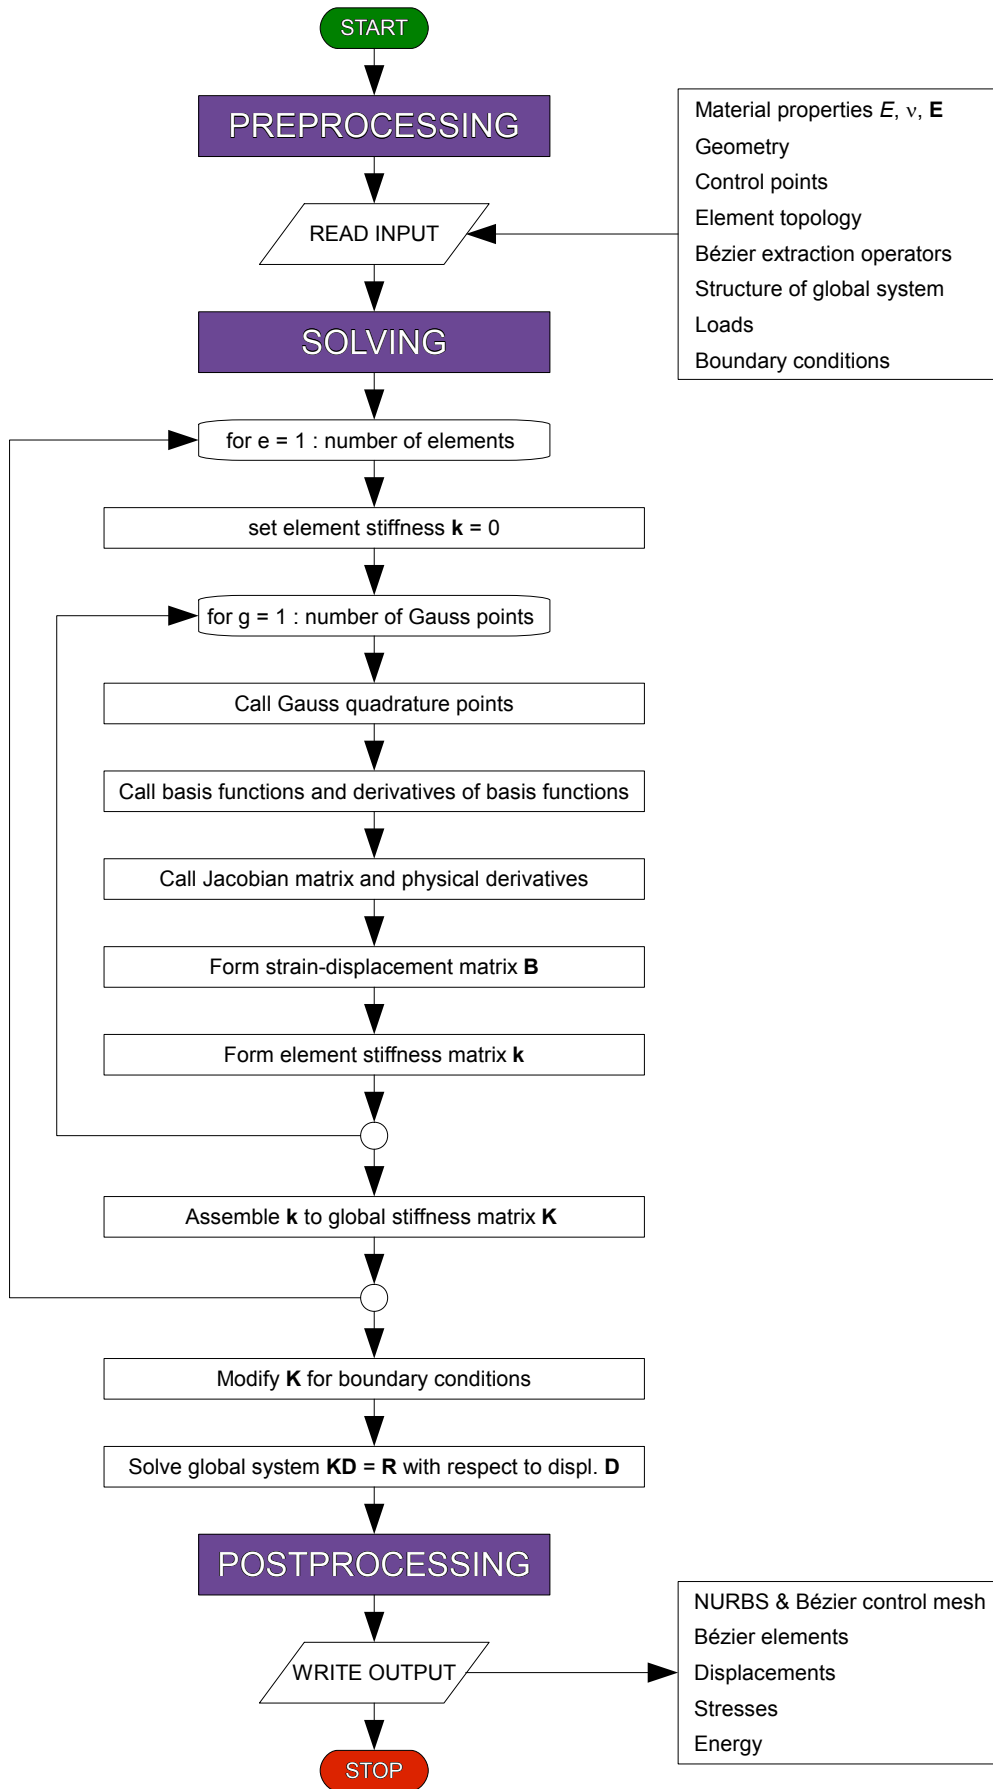 START
PREPROCESSING
READ INPUT
Material properties E, ν, E
Geometry
Control points
Element topology
Bézier extraction operators
Structure of global system
Loads
Boundary conditions
SOLVING
for e = 1 : number of elements
set element stiffness k = 0
for g = 1 : number of Gauss points
Call Gauss quadrature points
Call basis functions and derivatives of basis functions
Call Jacobian matrix and physical derivatives
Form strain-displacement matrix B
Form element stiffness matrix k
Assemble k to global stiffness matrix K
Modify K for boundary conditions
Solve global system KD = R with respect to displ. D
POSTPROCESSING
WRITE OUTPUT
NURBS & Bézier control mesh
Bézier elements
Displacements
Stresses
Energy
STOP